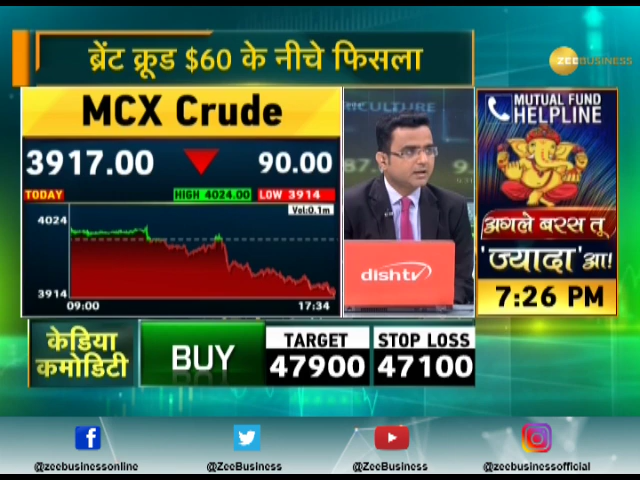 ब्रेंट क्रूड $60 के नीचे फिसला
ZEEBUSINESS
MCX Crude
3917.00
90.00
TODAY
HIGH 4024.00
LOW 3914
Vol:0.1m
4024
3914
09:00
17:34
RICULTURE
87.
dishtv
MUTUAL FUND
HELPLINE
अगले बरस तू
'ज्यादा' आ!
7:26 PM
केडिया
कमोडिटी
BUY
TARGET
47900
STOP LOSS
47100
@zeebusinessonline
@ZeeBusiness
@ZeeBusiness
@zeebusinessofficial